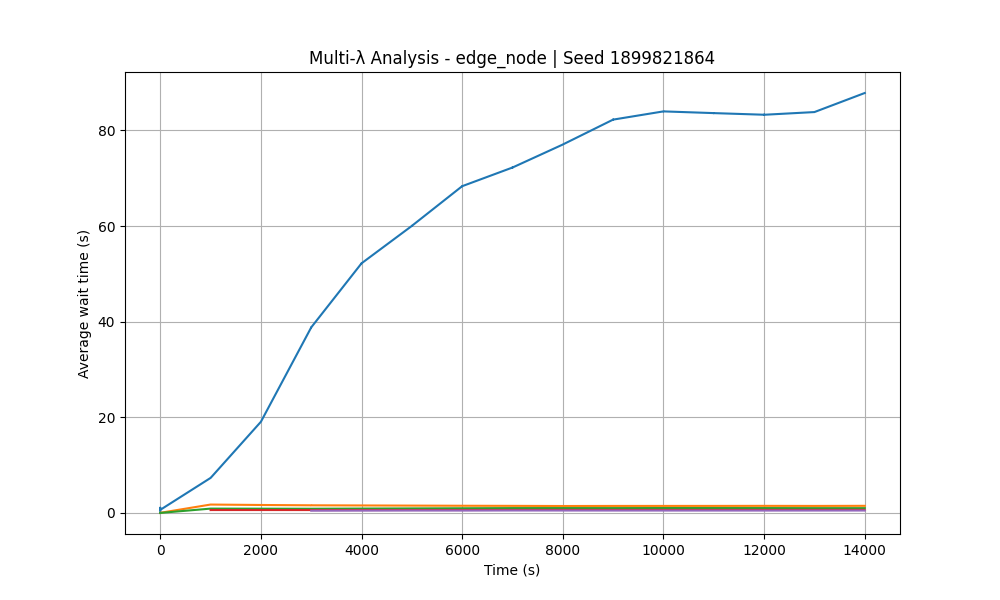 Multi-λ Analysis - edge_node | Seed 1899821864
Average wait time (s)
80
60
40
20
0
0 2000 4000 6000 8000 10000 12000 14000
Time (s)